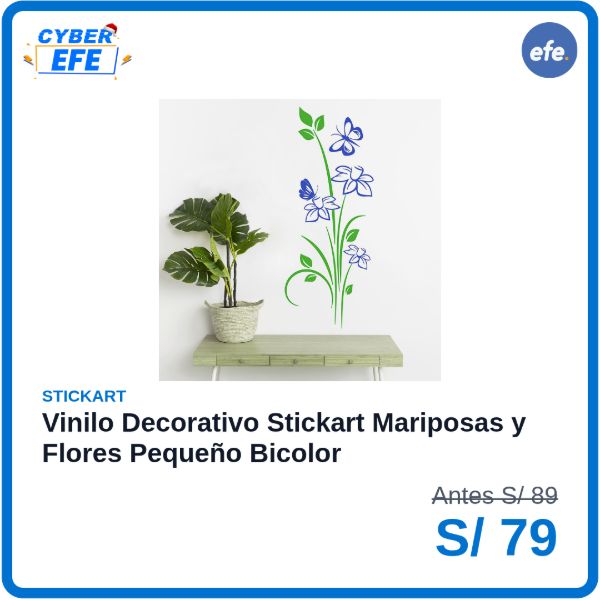 CYBER
EFE
efe.
STICKART
Vinilo Decorativo Stickart Mariposas y
Flores Pequeño Bicolor
Antes S/ 89
S/ 79